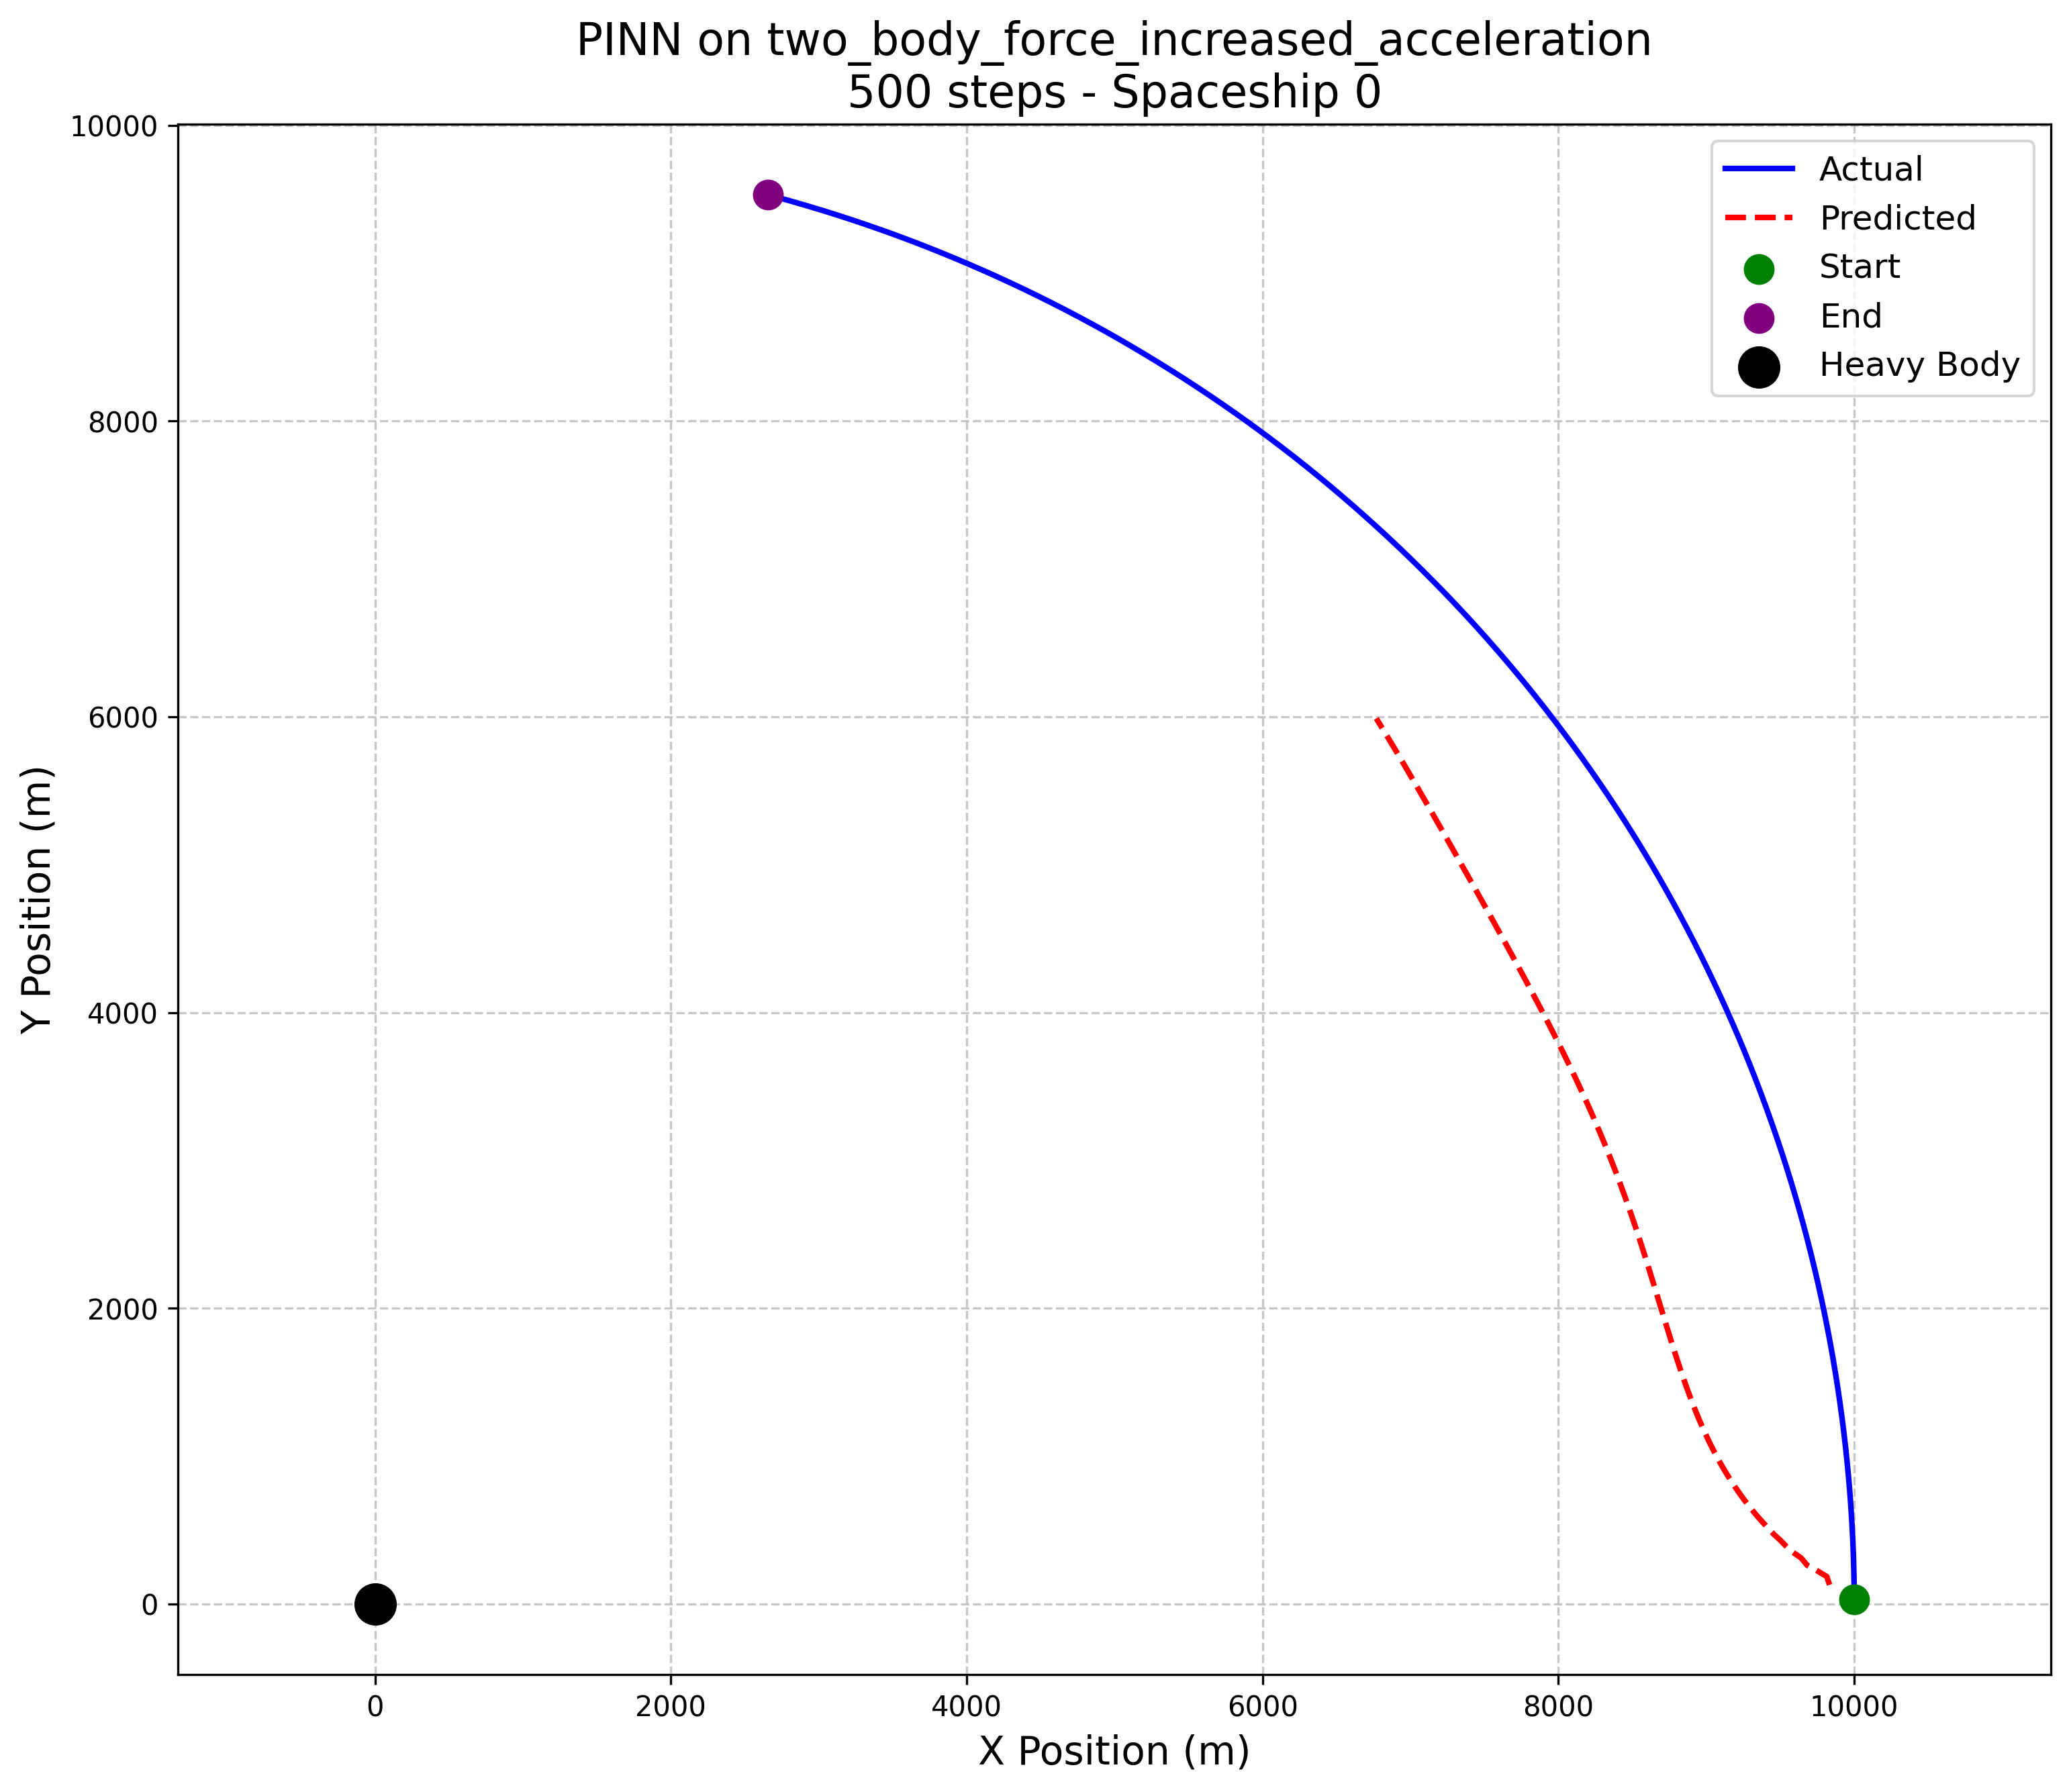 PINN on two_body_force_increased_acceleration
500 steps - Spaceship 0
Actual
Predicted
Start
End
Heavy Body
Y Position (m)
10000
8000
6000
4000
2000
0
0
2000
4000
6000
8000
10000
X Position (m)